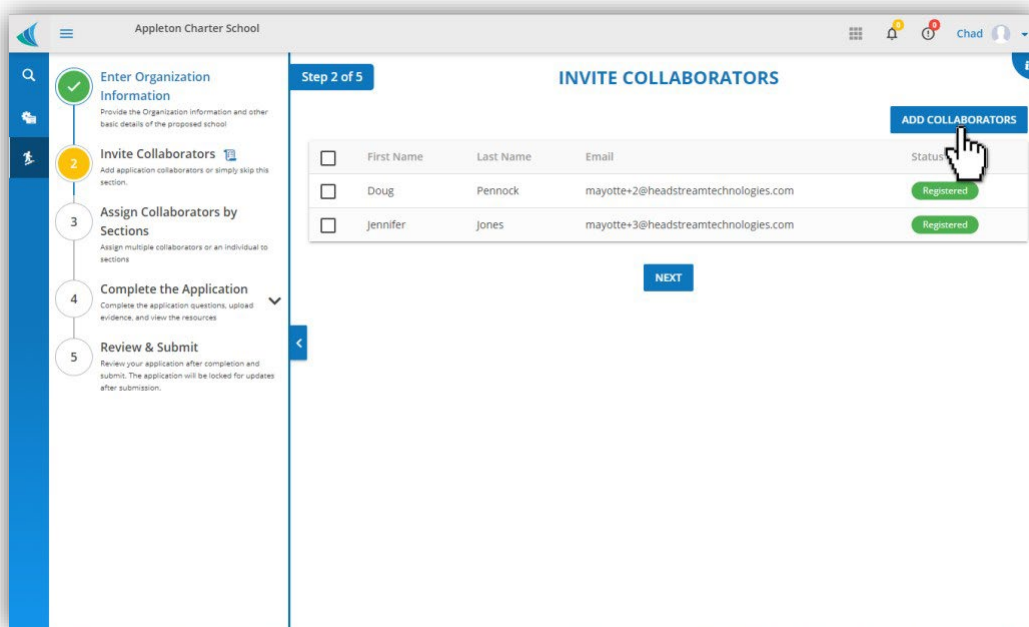 Appleton Charter School
0
0
Chad
Enter Organization
Information
Provide the Organization information and other
basic details of the proposed school
2
Invite Collaborators
Add application collaborators or simply skip this
section.
3
Assign Collaborators by
Sections
Assign multiple collaborators or an individual to
sections
4
Complete the Application
Complete the application questions, upload
evidence, and view the resources
5
Review & Submit
Review your application after completion and
submit. The application will be locked for updates
after submission.
Step 2 of 5
INVITE COLLABORATORS
ADD COLLABORATORS
First Name Last Name Email Status
Doug Pennock mayotte+2@headstreamtechnologies.com Registered
Jennifer Jones mayotte+3@headstreamtechnologies.com Registered
NEXT